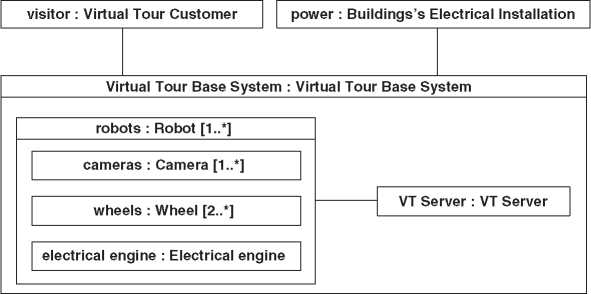 visitor : Virtual Tour Customer
power : Buildings's Electrical Installation
Virtual Tour Base System : Virtual Tour Base System
robots : Robot [1..*]
cameras : Camera [1..*]
wheels : Wheel [2..*]
VT Server : VT Server
electrical engine : Electrical engine